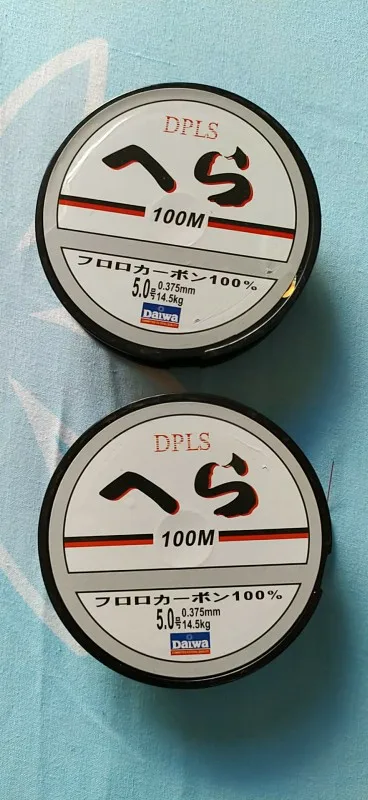 DPLS
へら
100M
フロロカーボン100%
5.0号 0.375mm
14.5kg
Daiwa
DPLS
へら
100M
フロロカーボン100%
5.0号 0.375mm
14.5kg
Daiwa